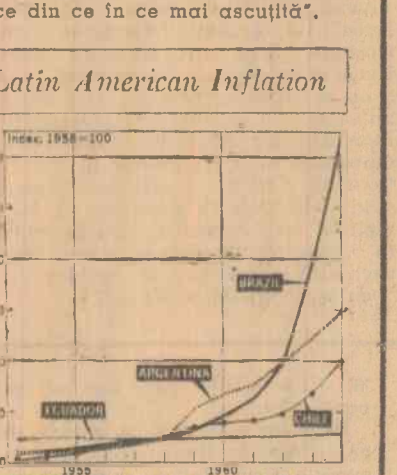 ce din ce în ce mai ascuțită”.
Latin American Inflation
Index: 1958=100
BRAZIL
ARGENTINA
ECUADOR
CHILE
1955 1960